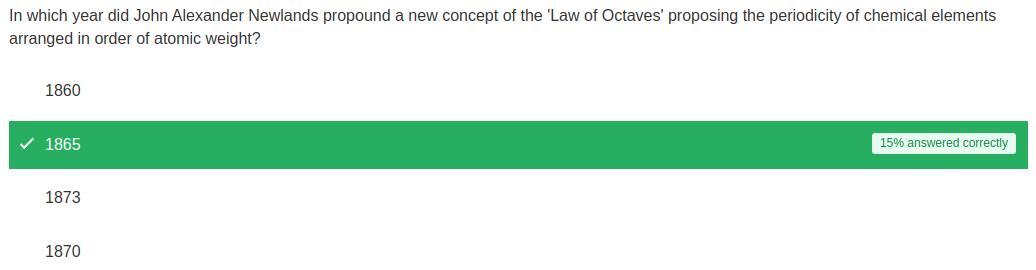 In which year did John Alexander Newlands propound a new concept of the 'Law of Octaves' proposing the periodicity of chemical elements
arranged in order of atomic weight?
1860
1865
15% answered correctly
1873
1870